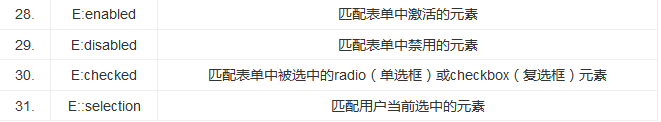 28. E:enabled 匹配表单中激活的元素
29. E:disabled 匹配表单中禁用的元素
30. E:checked 匹配表单中被选中的radio（单选框）或checkbox（复选框）元素
31. E::selection 匹配用户当前选中的元素